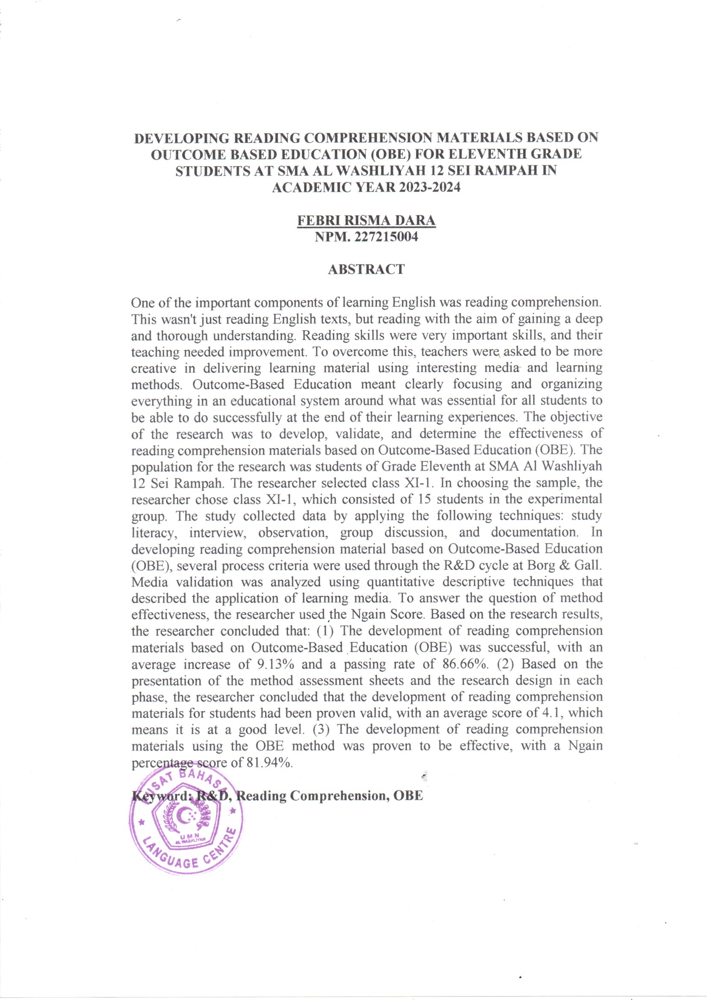 DEVELOPING READING COMPREHENSION MATERIALS BASED ON
OUTCOME BASED EDUCATION (OBE) FOR ELEVENTH GRADE
STUDENTS AT SMA AL WASHLIYAH 12 SEI RAMPAH IN
ACADEMIC YEAR 2023-2024
FEBRI RISMA DARA
NPM. 227215004
ABSTRACT
One of the important components of learning English was reading comprehension.
This wasn't just reading English texts, but reading with the aim of gaining a deep
and thorough understanding. Reading skills were very important skills, and their
teaching needed improvement. To overcome this, teachers were asked to be more
creative in delivering learning material using interesting media and learning
methods. Outcome-Based Education meant clearly focusing and organizing
everything in an educational system around what was essential for all students to
be able to do successfully at the end of their learning experiences. The objective
of the research was to develop, validate, and determine the effectiveness of
reading comprehension materials based on Outcome-Based Education (OBE). The
population for the research was students of Grade Eleventh at SMA Al Washliyah
12 Sei Rampah. The researcher selected class XI-1. In choosing the sample, the
researcher chose class XI-1, which consisted of 15 students in the experimental
group. The study collected data by applying the following techniques: study
literacy, interview, observation, group discussion, and documentation. In
developing reading comprehension material based on Outcome-Based Education
(OBE), several process criteria were used through the R&D cycle at Borg & Gall.
Media validation was analyzed using quantitative descriptive techniques that
described the application of learning media. To answer the question of method
effectiveness, the researcher used the Ngain Score. Based on the research results,
the researcher concluded that: (1) The development of reading comprehension
materials based on Outcome-Based Education (OBE) was successful, with an
average increase of 9.13% and a passing rate of 86.66%. (2) Based on the
presentation of the method assessment sheets and the research design in each
phase, the researcher concluded that the development of reading comprehension
materials for students had been proven valid, with an average score of 4.1, which
means it is at a good level. (3) The development of reading comprehension
materials using the OBE method was proven to be effective, with a Ngain
percentage score of 81.94%.
Keyword: R&D, Reading Comprehension, OBE
PUSAT BAHASA
UMN
AL WASHLIYAH
LANGUAGE CENTRE